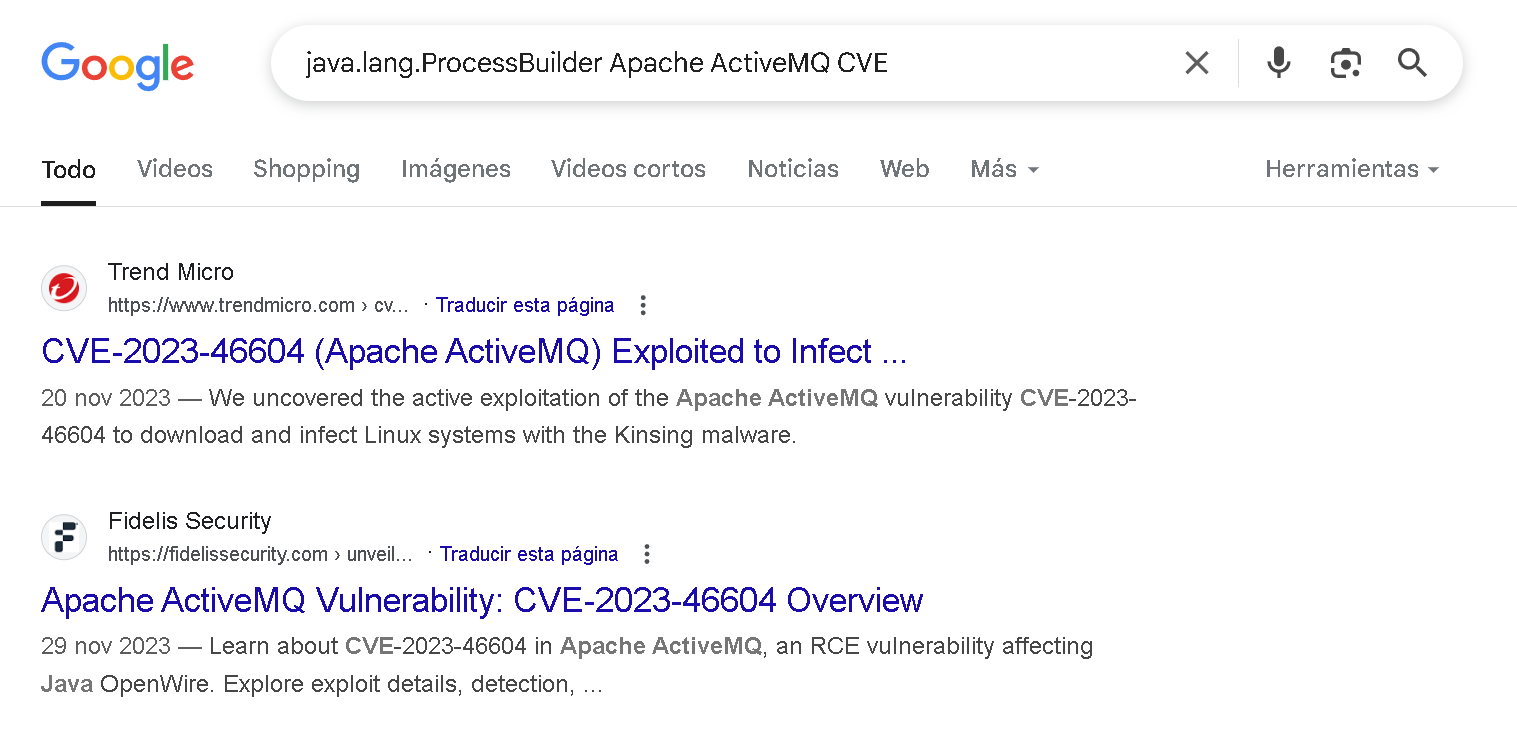 Google
java.lang.ProcessBuilder Apache ActiveMQ CVE
Todo Videos Shopping Imágenes Videos cortos Noticias Web Más Herramientas
Trend Micro
https://www.trendmicro.com › cv... · Traducir esta página
CVE-2023-46604 (Apache ActiveMQ) Exploited to Infect ...
20 nov 2023 — We uncovered the active exploitation of the Apache ActiveMQ vulnerability CVE-2023-
46604 to download and infect Linux systems with the Kinsing malware.
Fidelis Security
https://fidelissecurity.com › unveil... · Traducir esta página
Apache ActiveMQ Vulnerability: CVE-2023-46604 Overview
29 nov 2023 — Learn about CVE-2023-46604 in Apache ActiveMQ, an RCE vulnerability affecting
Java OpenWire. Explore exploit details, detection, ...